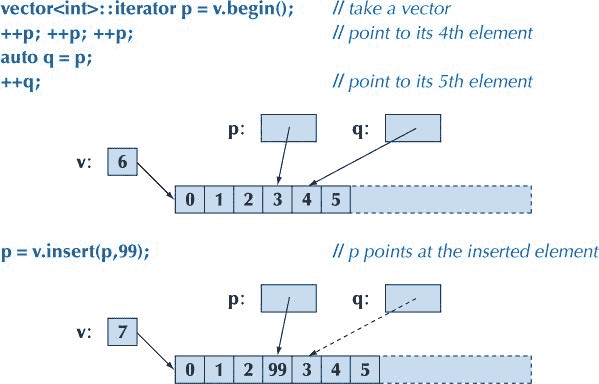 vector<int>::iterator p = v.begin(); // take a vector
++p; ++p; ++p; // point to its 4th element
auto q = p;
++q; // point to its 5th element
p: q:
v: 6
0 1 2 3 4 5
p = v.insert(p,99); // p points at the inserted element
p: q:
v: 7
0 1 2 99 3 4 5